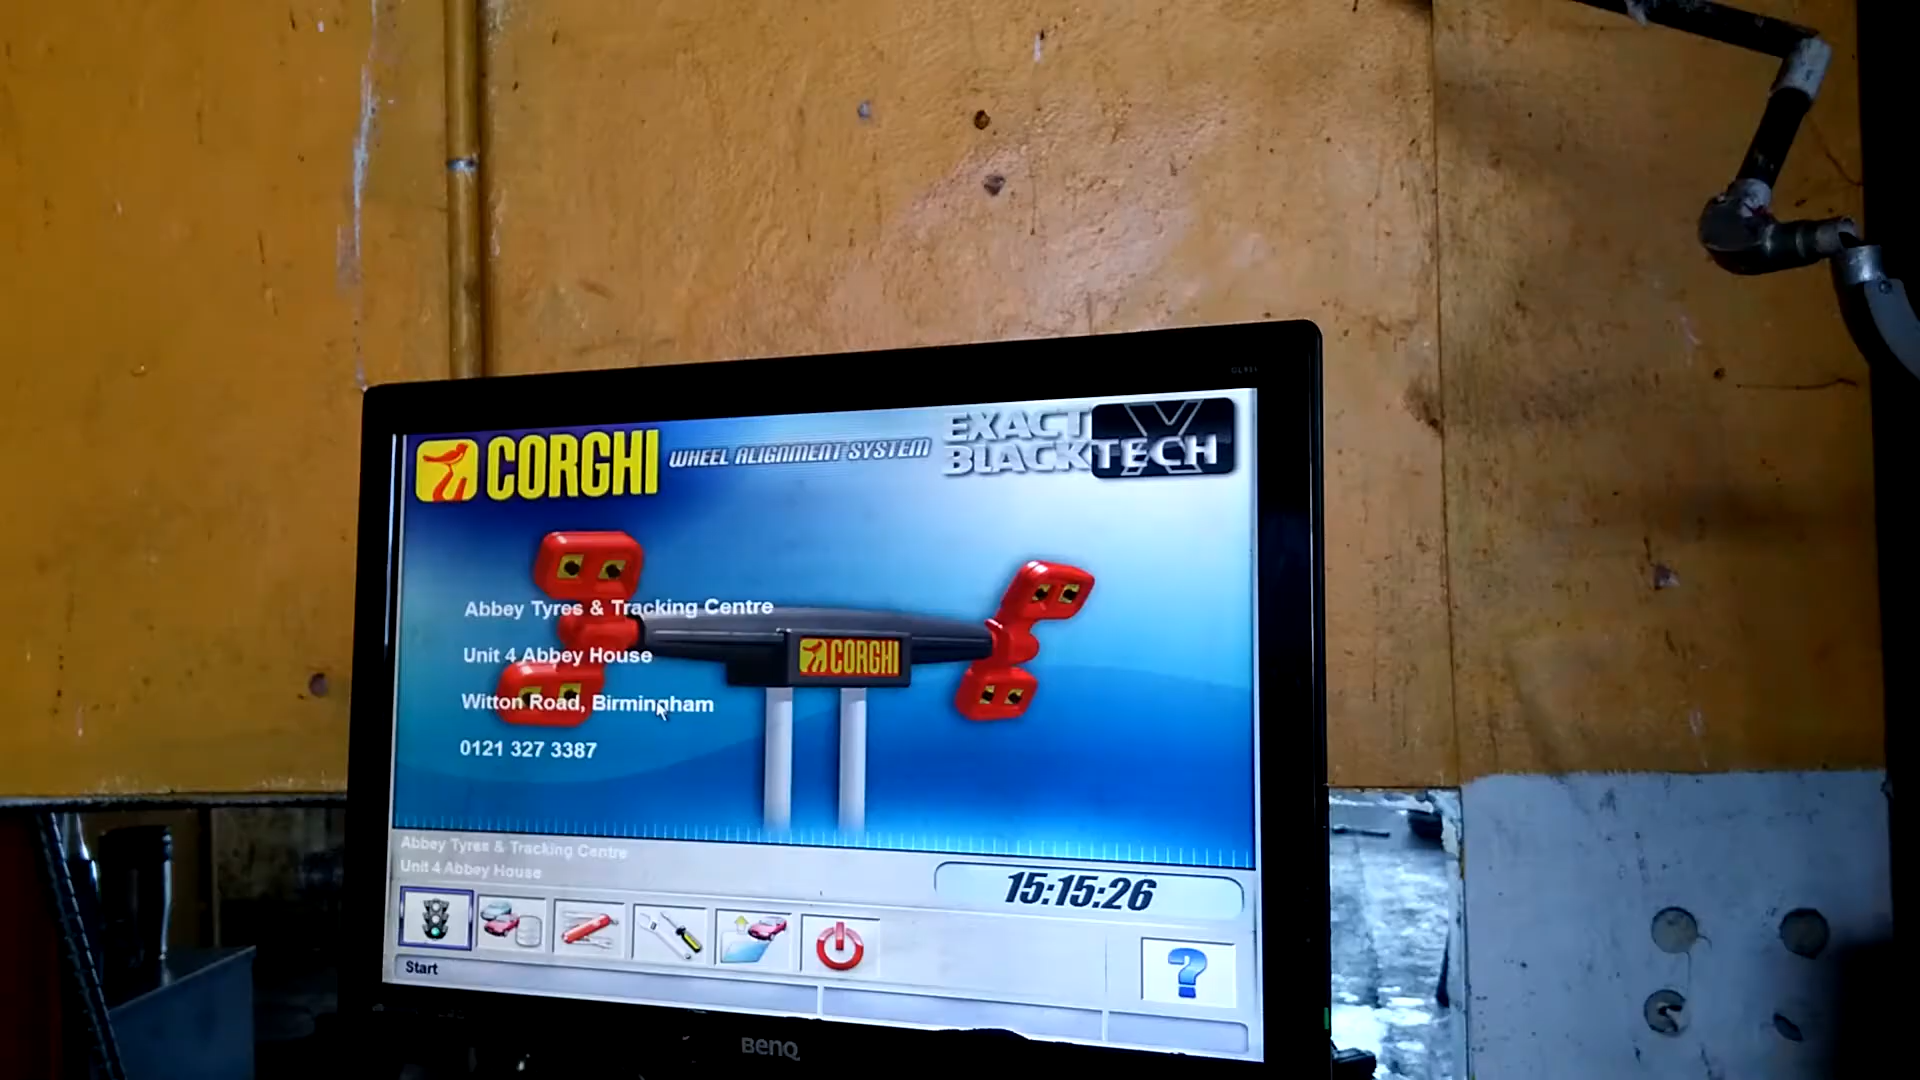 CORGHI WHEEL ALIGNMENT SYSTEM
EXACT
BLACKTECH
CORGHI
Abbey Tyres & Tracking Centre
Unit 4 Abbey House
Witton Road, Birmingham
0121 327 3387
Abbey Tyres & Tracking Centre
Unit 4 Abbey House
15:15:26
?
Start
BenQ